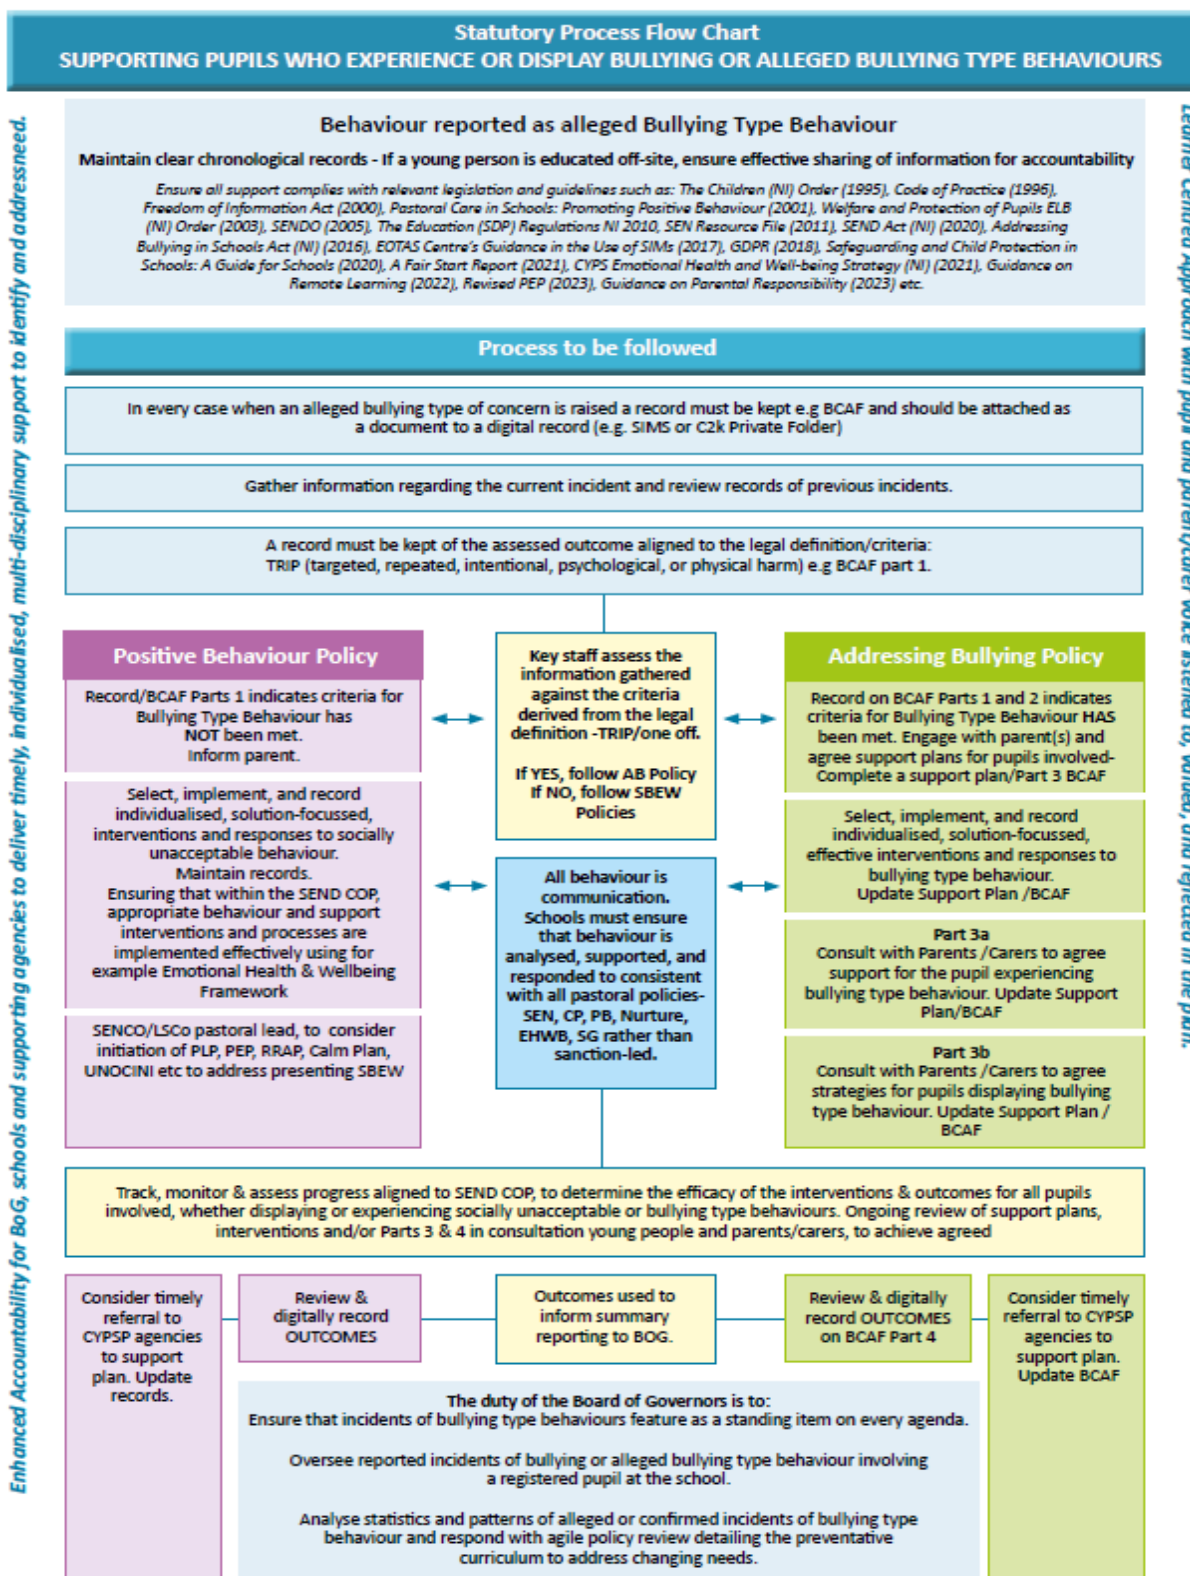 Statutory Process Flow Chart
SUPPORTING PUPILS WHO EXPERIENCE OR DISPLAY BULLYING OR ALLEGED BULLYING TYPE BEHAVIOURS
Enhanced Accountability for BoG, schools and supporting agencies to deliver timely, individualised, multi-disciplinary support to identify and addressneed.
Learner Centred Approach with pupil and parent/carer voice listened to, valued, and reflected in the plan.
Behaviour reported as alleged Bullying Type Behaviour
Maintain clear chronological records - If a young person is educated off-site, ensure effective sharing of information for accountability
Ensure all support complies with relevant legislation and guidelines such as: The Children (NI) Order (1995), Code of Practice (1996),
Freedom of Information Act (2000), Pastoral Care in Schools: Promoting Positive Behaviour (2001), Welfare and Protection of Pupils ELB
(NI) Order (2003), SENDO (2005), The Education (SDP) Regulations NI 2010, SEN Resource File (2011), SEND Act (NI) (2020), Addressing
Bullying in Schools Act (NI) (2016), EOTAS Centre's Guidance in the Use of SIMs (2017), GDPR (2018), Safeguarding and Child Protection in
Schools: A Guide for Schools (2020), A Fair Start Report (2021), CYPS Emotional Health and Well-being Strategy (NI) (2021), Guidance on
Remote Learning (2022), Revised PEP (2023), Guidance on Parental Responsibility (2023) etc.
Process to be followed
In every case when an alleged bullying type of concern is raised a record must be kept e.g BCAF and should be attached as
a document to a digital record (e.g. SIMS or C2k Private Folder)
Gather information regarding the current incident and review records of previous incidents.
A record must be kept of the assessed outcome aligned to the legal definition/criteria:
TRIP (targeted, repeated, intentional, psychological, or physical harm) e.g BCAF part 1.
Positive Behaviour Policy
Record/BCAF Parts 1 indicates criteria for
Bullying Type Behaviour has
NOT been met.
Inform parent.
Select, implement, and record
individualised, solution-focussed,
interventions and responses to socially
unacceptable behaviour.
Maintain records.
Ensuring that within the SEND COP,
appropriate behaviour and support
interventions and processes are
implemented effectively using for
example Emotional Health & Wellbeing
Framework
SENCO/LSCo pastoral lead, to consider
initiation of PLP, PEP, RRAP, Calm Plan,
UNOCINI etc to address presenting SBEW
Key staff assess the
information gathered
against the criteria
derived from the legal
definition -TRIP/one off.
If YES, follow AB Policy
If NO, follow SBEW
Policies
All behaviour is
communication.
Schools must ensure
that behaviour is
analysed, supported, and
responded to consistent
with all pastoral policies-
SEN, CP, PB, Nurture,
EHWB, SG rather than
sanction-led.
Addressing Bullying Policy
Record on BCAF Parts 1 and 2 indicates
criteria for Bullying Type Behaviour HAS
been met. Engage with parent(s) and
agree support plans for pupils involved-
Complete a support plan/Part 3 BCAF
Select, implement, and record
individualised, solution-focussed,
effective interventions and responses to
bullying type behaviour.
Update Support Plan /BCAF
Part 3a
Consult with Parents /Carers to agree
support for the pupil experiencing
bullying type behaviour. Update Support
Plan/BCAF
Part 3b
Consult with Parents /Carers to agree
strategies for pupils displaying bullying
type behaviour. Update Support Plan /
BCAF
Track, monitor & assess progress aligned to SEND COP, to determine the efficacy of the interventions & outcomes for all pupils
involved, whether displaying or experiencing socially unacceptable or bullying type behaviours. Ongoing review of support plans,
interventions and/or Parts 3 & 4 in consultation young people and parents/carers, to achieve agreed
Consider timely
referral to
CYPSP agencies
to support
plan. Update
records.
Review &
digitally record
OUTCOMES
Outcomes used to
inform summary
reporting to BOG.
Review & digitally
record OUTCOMES
on BCAF Part 4
Consider timely
referral to CYPSP
agencies to
support plan.
Update BCAF
The duty of the Board of Governors is to:
Ensure that incidents of bullying type behaviours feature as a standing item on every agenda.
Oversee reported incidents of bullying or alleged bullying type behaviour involving
a registered pupil at the school.
Analyse statistics and patterns of alleged or confirmed incidents of bullying type
behaviour and respond with agile policy review detailing the preventative
curriculum to address changing needs.